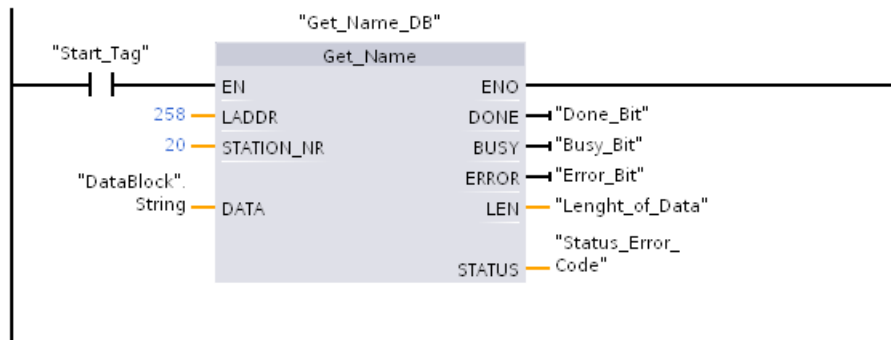 "Get_Name_DB"
"Start_Tag"
Get_Name
EN ENO
258 LADDR DONE "Done_Bit"
20 STATION_NR BUSY "Busy_Bit"
ERROR "Error_Bit"
"DataBlock".
String DATA LEN "Lenght_of_Data"
"Status_Error_
STATUS Code"